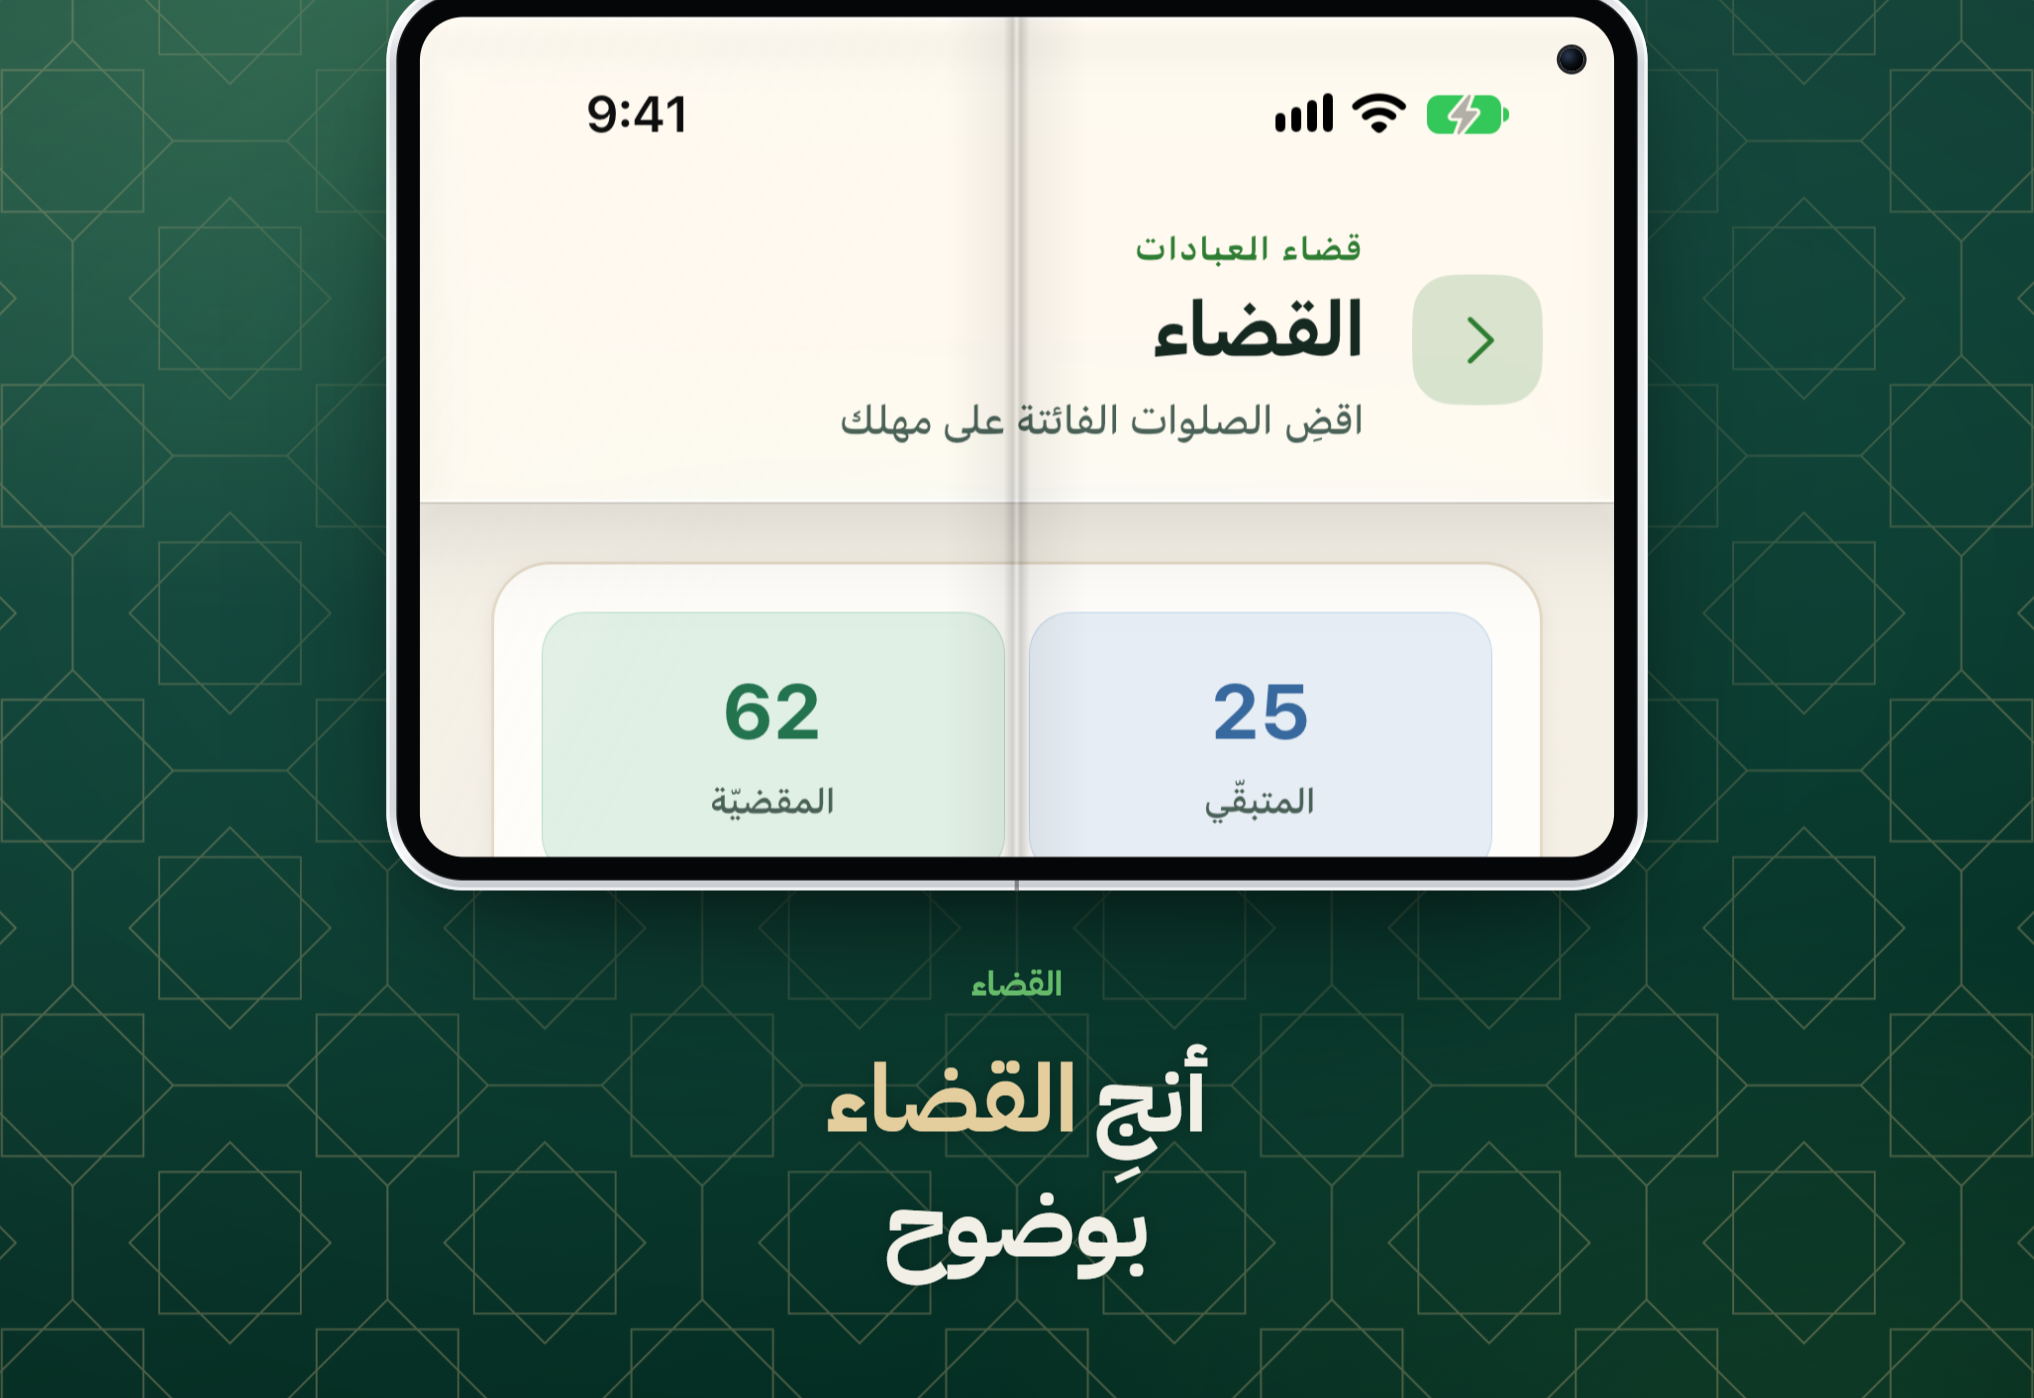 9:41
قضاء العبادات
القضاء
اقضِ الصلوات الفائتة على مهلك
25
المتبقّي
62
المقضيّة
القضاء
أنجِ القضاء
بوضوح